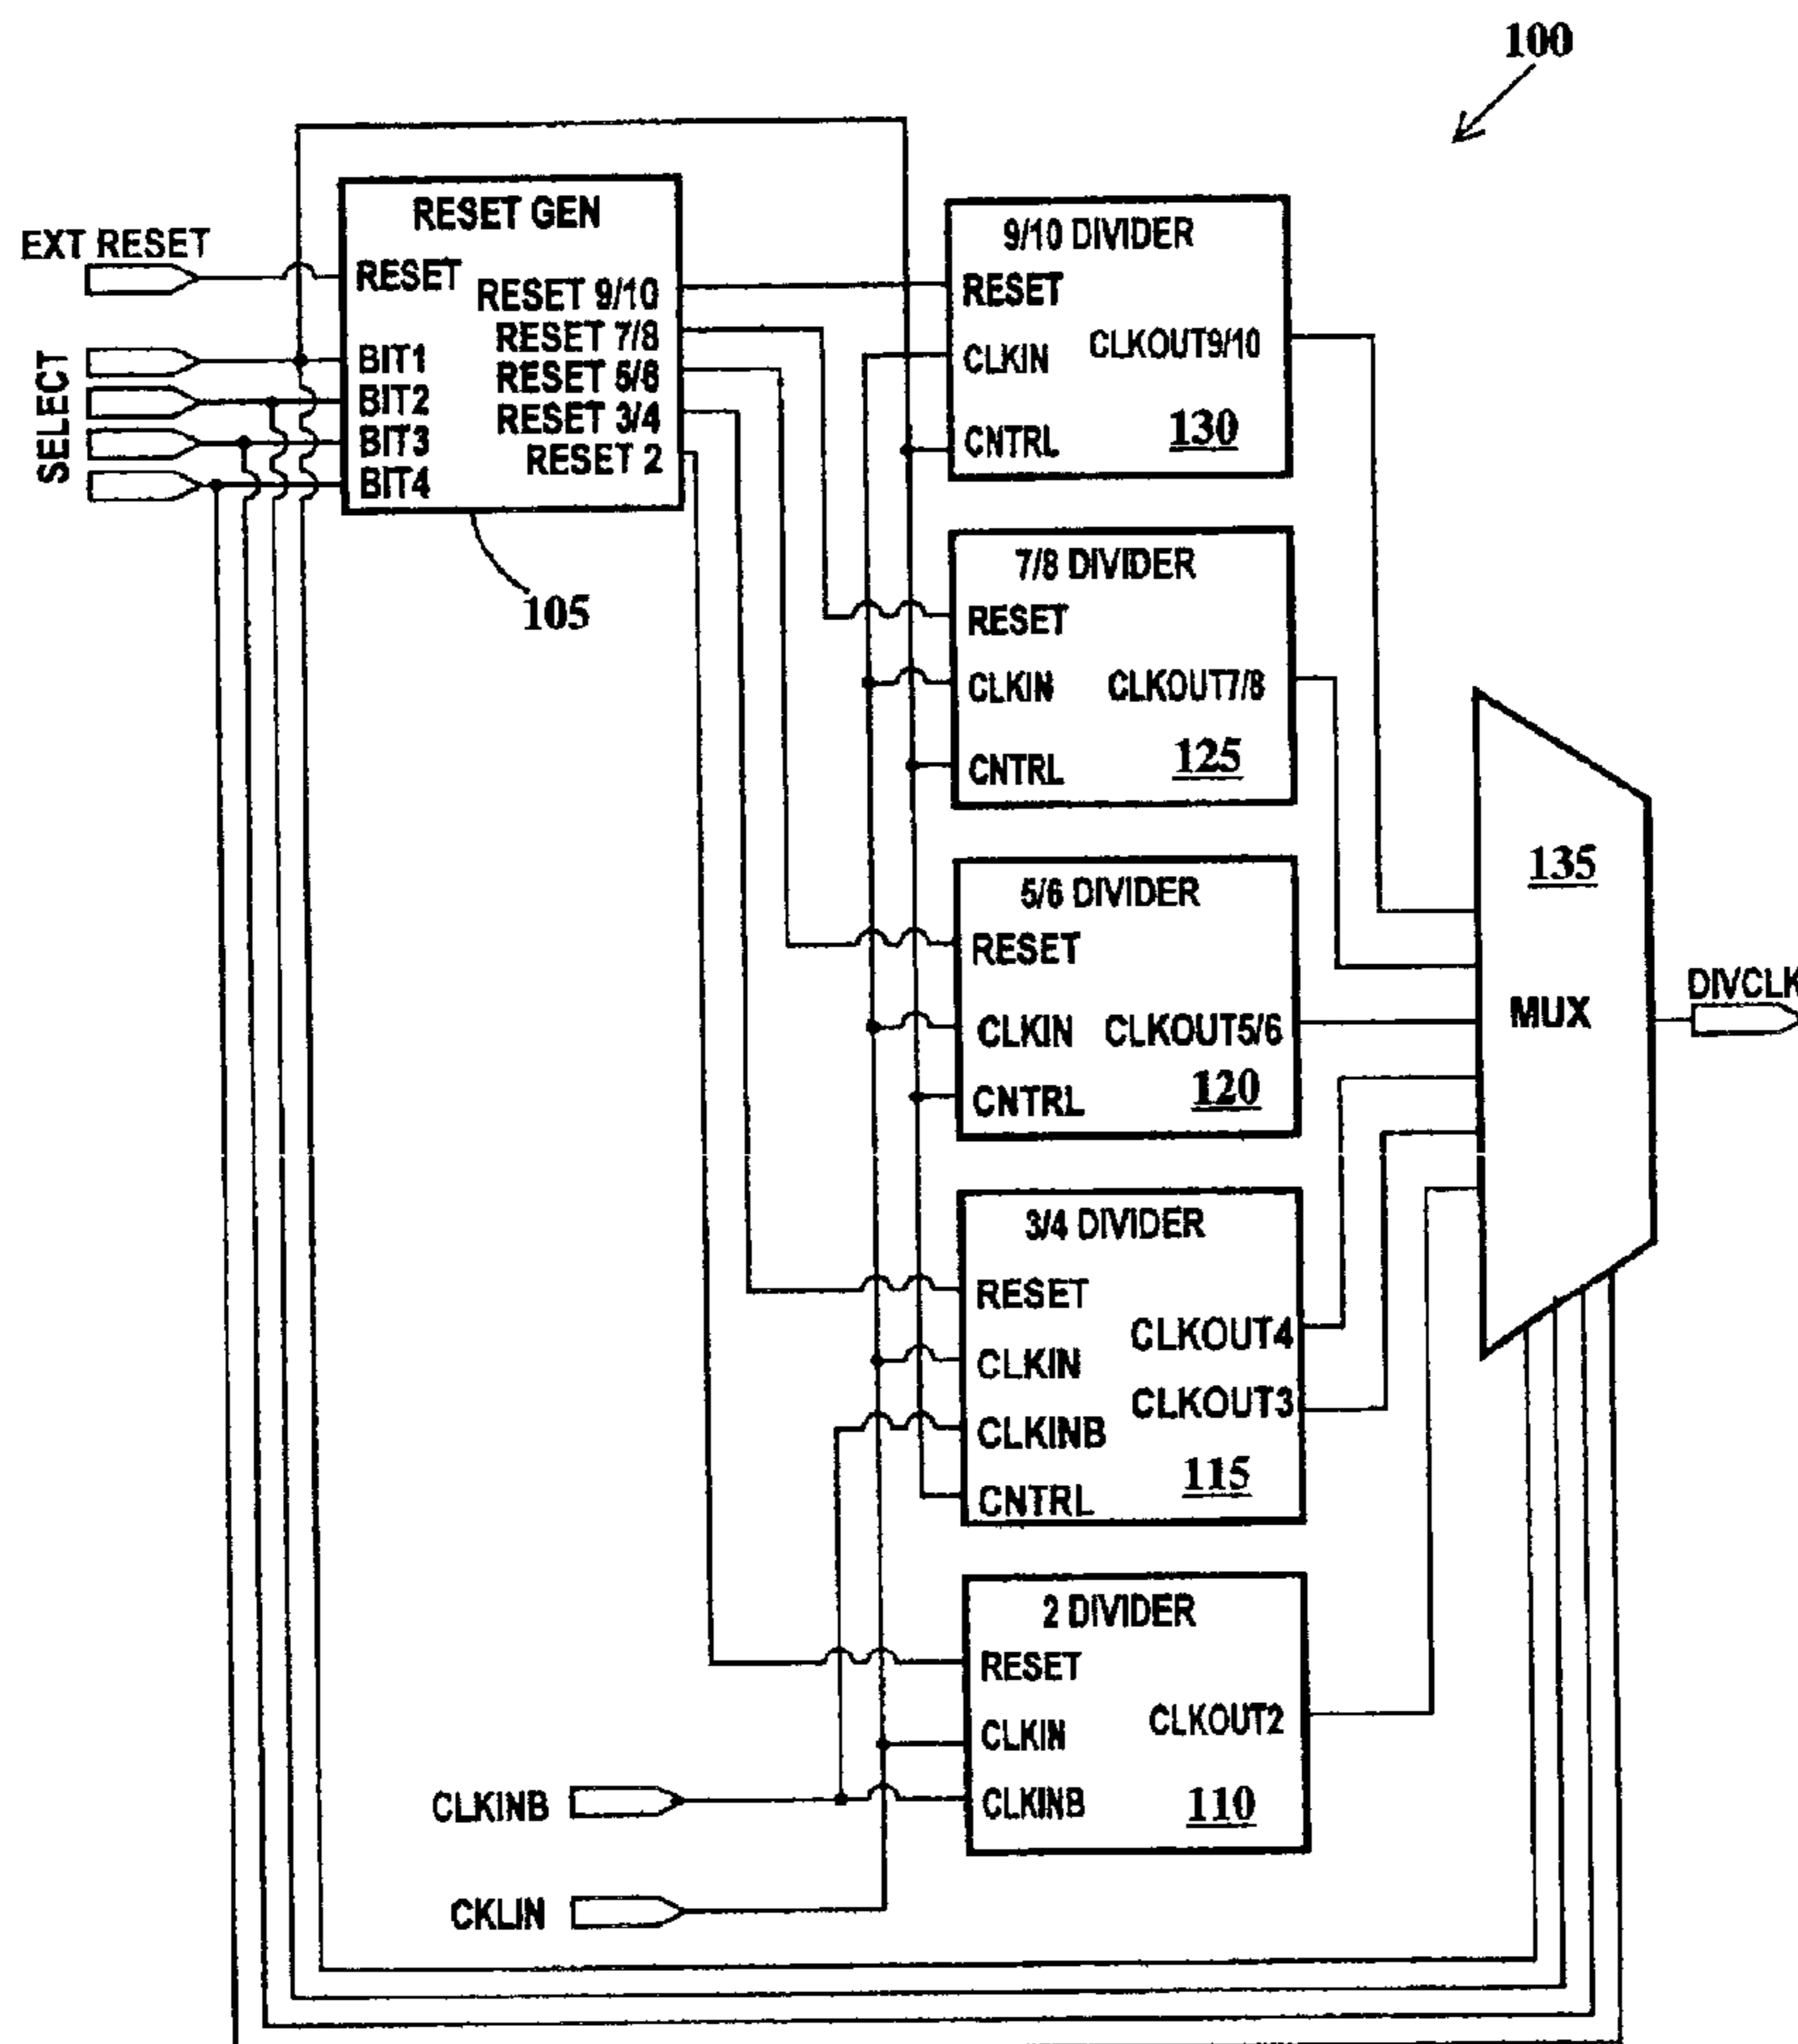 100
RESET GEN
EXT RESET
RESET
RESET 9/10
RESET 7/8
RESET 5/6
RESET 3/4
RESET 2
SELECT
BIT1
BIT2
BIT3
BIT4
105
9/10 DIVIDER
RESET
CLKIN
CLKOUT9/10
CNTRL
130
7/8 DIVIDER
RESET
CLKIN
CLKOUT7/8
CNTRL
125
5/6 DIVIDER
RESET
CLKIN
CLKOUT5/6
CNTRL
120
3/4 DIVIDER
RESET
CLKOUT4
CLKIN
CLKOUT3
CLKINB
CNTRL
115
2 DIVIDER
RESET
CLKOUT2
CLKIN
CLKINB
110
135
MUX
DIVCLK
CLKINB
CKLIN